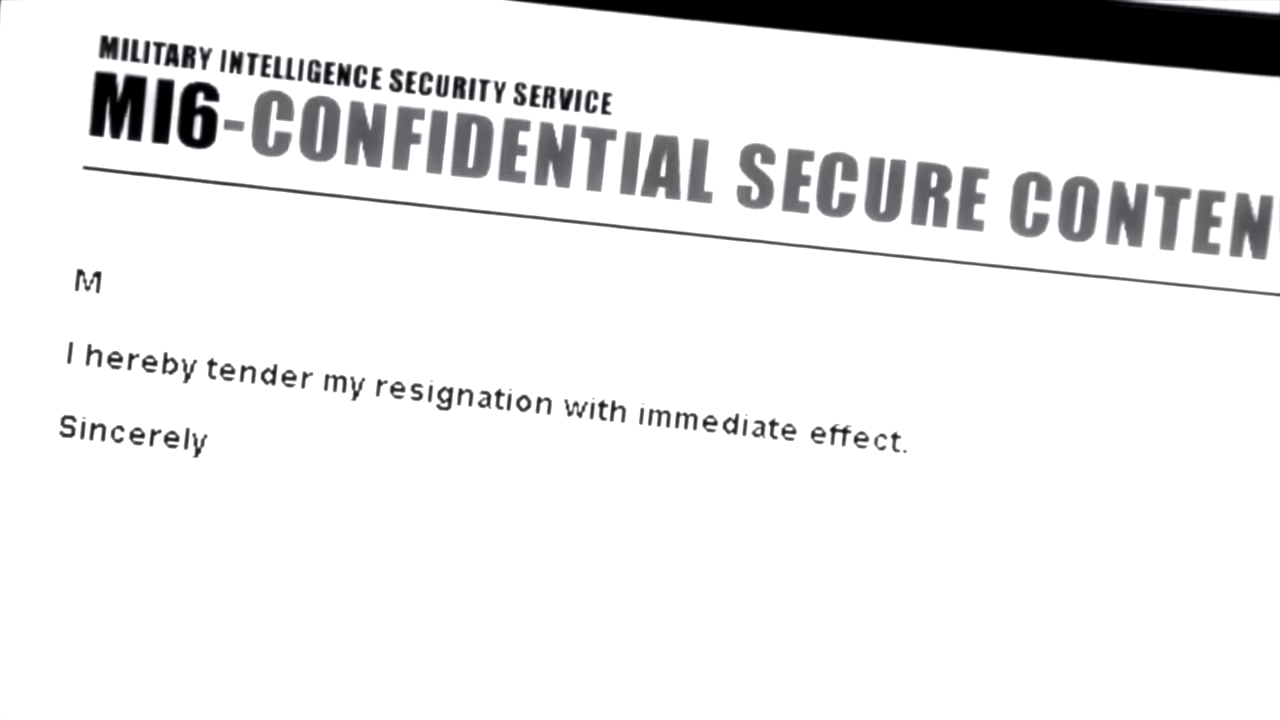 MILITARY INTELLIGENCE SECURITY SERVICE
MI6-CONFIDENTIAL SECURE CONTEN
M
I hereby tender my resignation with immediate effect.
Sincerely